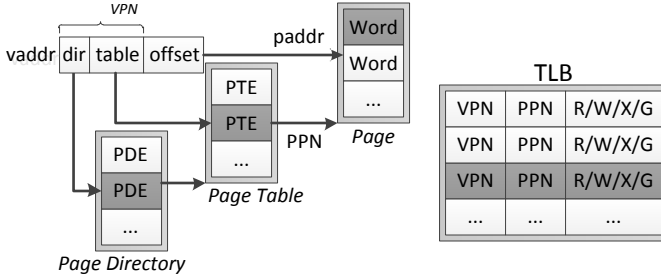 VPN
vaddr dir table offset
paddr
Word
Word
...
Page
PTE
PTE
...
PPN
Page Table
PDE
PDE
...
Page Directory
TLB
VPN PPN R/W/X/G
VPN PPN R/W/X/G
VPN PPN R/W/X/G
... ... ...